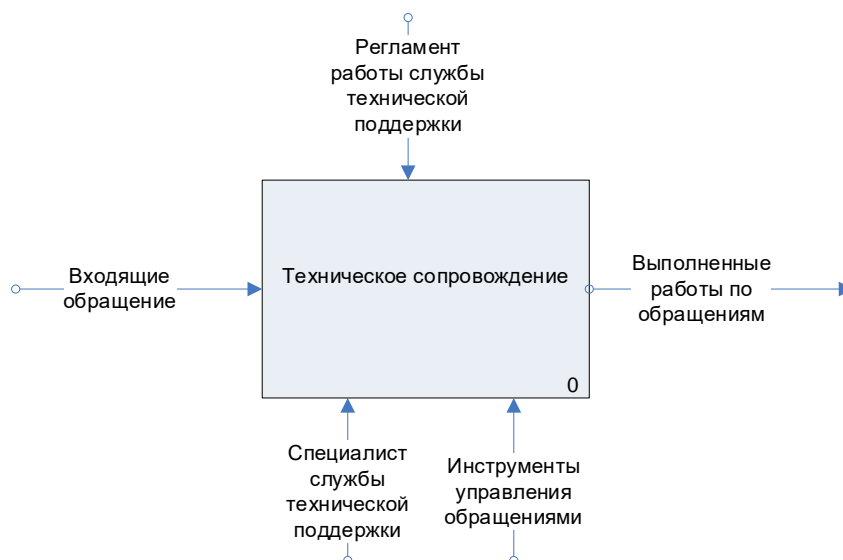 Регламент
работы службы
технической
поддержки
Входящие
обращение
Техническое сопровождение
Выполненные
работы по
обращениям
0
Специалист
службы
технической
поддержки
Инструменты
управления
обращениями